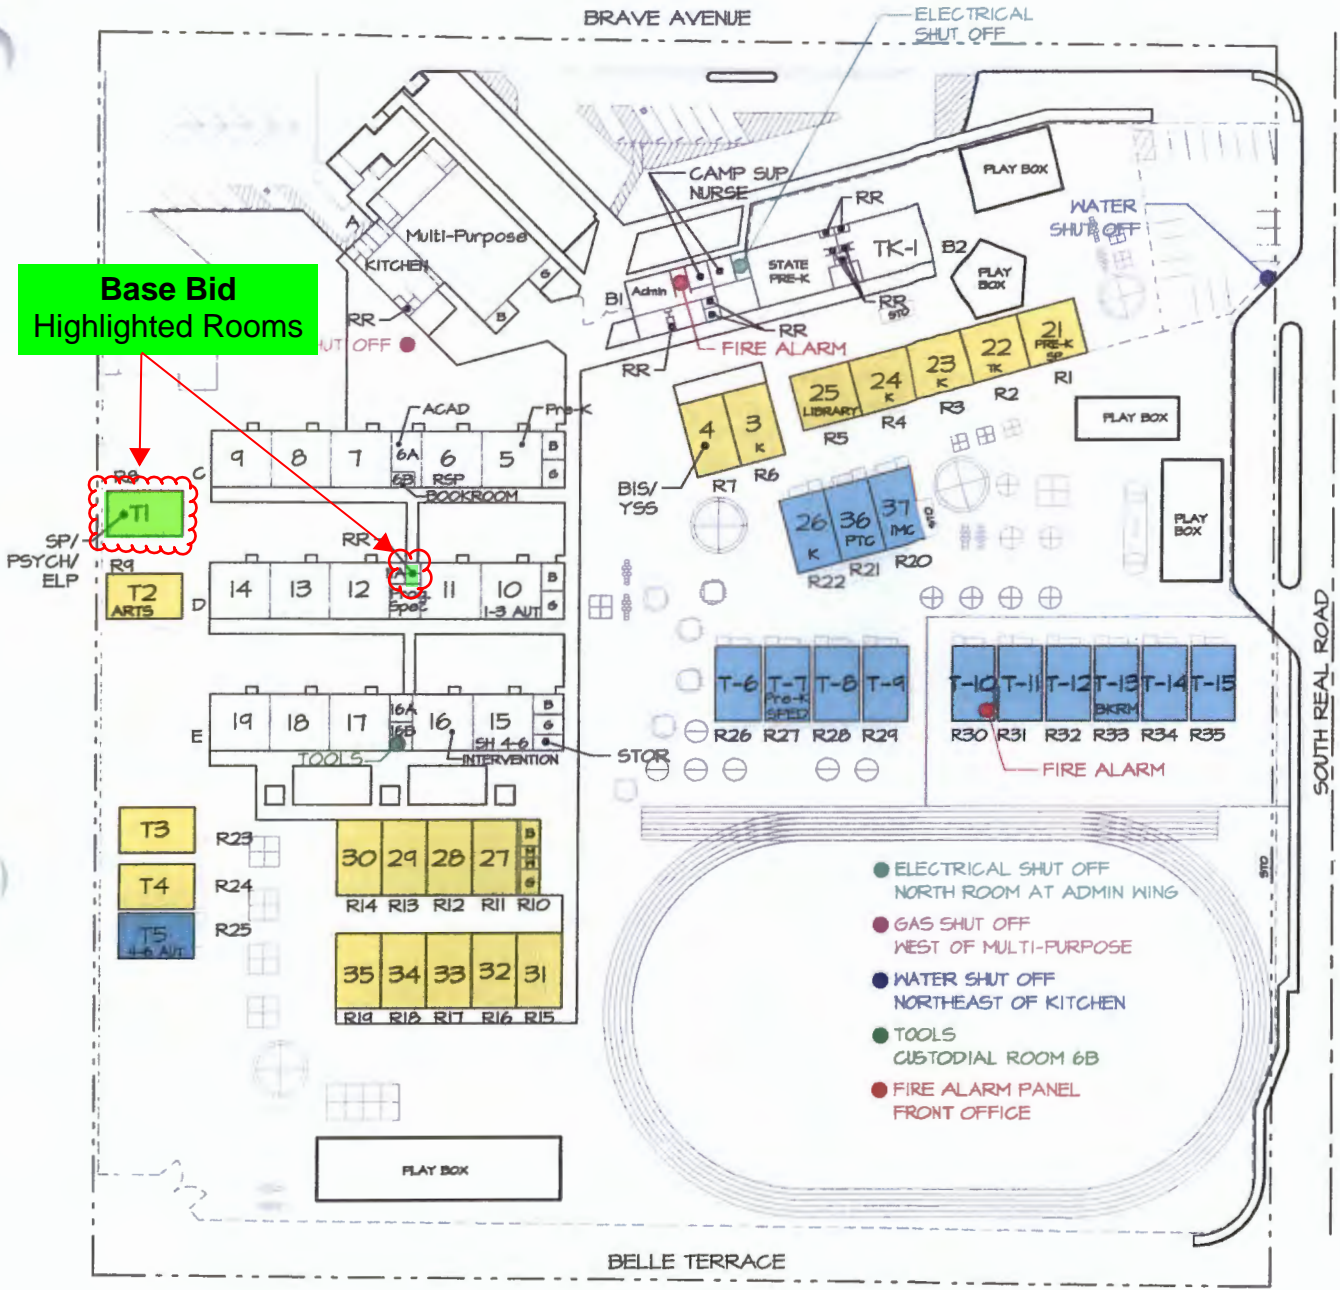 BRAVE AVENUE
ELECTRICAL
SHUT OFF
CAMP SUP
NURSE
RR
PLAY BOX
WATER
SHUT OFF
A
Multi-Purpose
KITCHEN
G
B
RR
STATE
PRE-K
TK-1
B2
PLAY
BOX
B1
Admin
RR
STO
RR
RR
FIRE ALARM
Base Bid
Highlighted Rooms
SHUT OFF
21
PRE-K
SP
R1
22
TK
R2
23
K
R3
24
K
R4
25
LIBRARY
R5
3
K
R6
4
R7
BIS/
YSS
PLAY BOX
ACAD
Pre-K
C
9
8
7
6A
6B
6
RSP
5
B
G
BOOKROOM
R8
T1
SP/
PSYCH/
ELP
R9
T2
ARTS
RR
26
K
R22
36
PTC
R21
37
IMC
R20
STO
PLAY
BOX
D
14
13
12
11A
Prog
Spec
11
10
1-3 AUT
B
G
E
19
18
17
16A
16B
16
15
SH 4-6
B
G
TOOLS
INTERVENTION
STOR
T-6
T-7
Pre-K
SPED
T-8
T-9
R26
R27
R28
R29
T-10
T-11
T-12
T-13
BKRM
T-14
T-15
R30
R31
R32
R33
R34
R35
FIRE ALARM
SOUTH REAL ROAD
T3
R23
T4
R24
T5
4-6 AUT
R25
30
29
28
27
B
M
W
G
R14
R13
R12
R11
R10
35
34
33
32
31
R19
R18
R17
R16
R15
STO
ELECTRICAL SHUT OFF
NORTH ROOM AT ADMIN WING
GAS SHUT OFF
WEST OF MULTI-PURPOSE
WATER SHUT OFF
NORTHEAST OF KITCHEN
TOOLS
CUSTODIAL ROOM 6B
FIRE ALARM PANEL
FRONT OFFICE
PLAY BOX
BELLE TERRACE